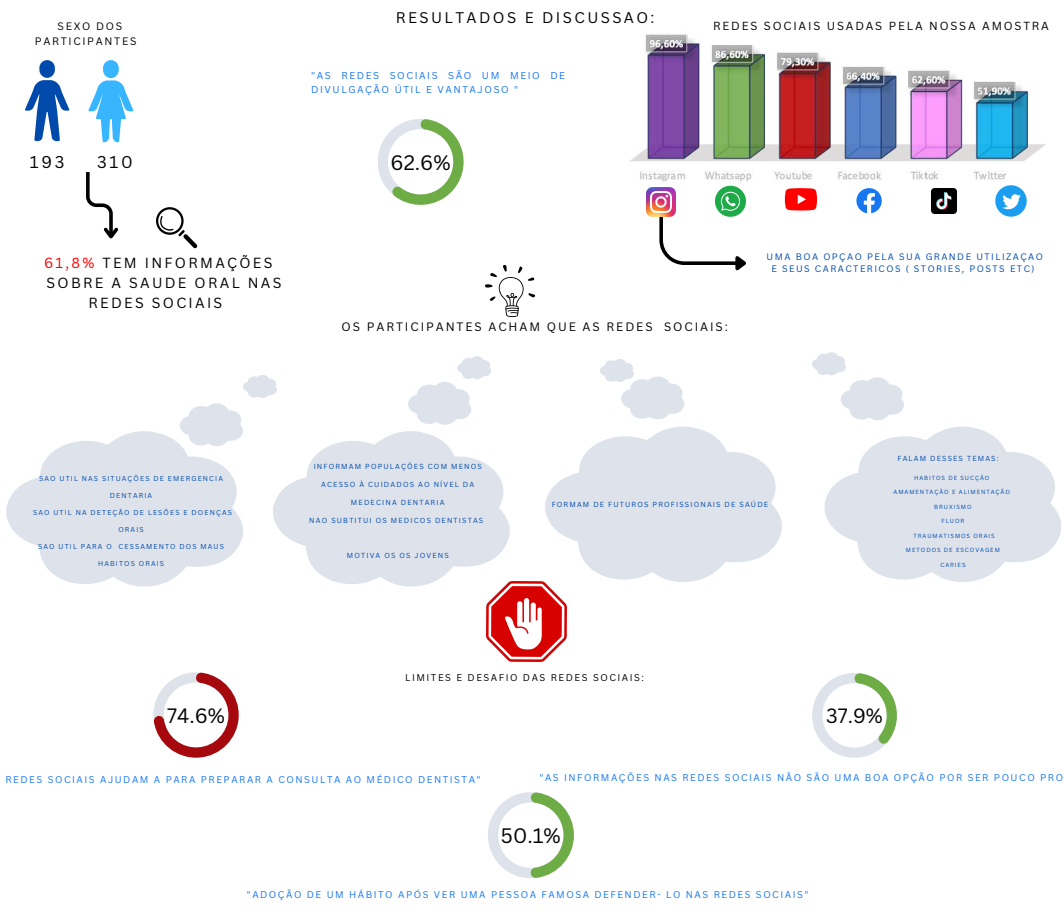 RESULTADOS E DISCUSSAO:
SEXO DOS
PARTICIPANTES
193
310
61,8% TEM INFORMAÇÕES
SOBRE A SAUDE ORAL NAS
REDES SOCIAIS
"AS REDES SOCIAIS SÃO UM MEIO DE
DIVULGAÇÃO ÚTIL E VANTAJOSO "
62.6%
REDES SOCIAIS USADAS PELA NOSSA AMOSTRA
96,60%
86,60%
79,30%
66,40%
62,60%
51,90%
Instagram
Whatsapp
Youtube
Facebook
Tiktok
Twitter
UMA BOA OPÇAO PELA SUA GRANDE UTILIZAÇAO
E SEUS CARACTERICOS ( STORIES, POSTS ETC)
OS PARTICIPANTES ACHAM QUE AS REDES SOCIAIS:
SAO UTIL NAS SITUAÇÕES DE EMERGENCIA
DENTARIA
SAO UTIL NA DETEÇÃO DE LESÕES E DOENÇAS
ORAIS
SAO UTIL PARA O CESSAMENTO DOS MAUS
HABITOS ORAIS
INFORMAM POPULAÇÕES COM MENOS
ACESSO À CUIDADOS AO NÍVEL DA
MEDECINA DENTARIA
NAO SUBTITUI OS MEDICOS DENTISTAS
MOTIVA OS OS JOVENS
FORMAM DE FUTUROS PROFISSIONAIS DE SAÚDE
FALAM DESSES TEMAS:
HABITOS DE SUCÇÃO
AMAMENTAÇÃO E ALIMENTAÇÃO
BRUXISMO
FLUOR
TRAUMATISMOS ORAIS
METODOS DE ESCOVAGEM
CARIES
LIMITES E DESAFIO DAS REDES SOCIAIS:
74.6%
REDES SOCIAIS AJUDAM A PARA PREPARAR A CONSULTA AO MÉDICO DENTISTA"
37.9%
"AS INFORMAÇÕES NAS REDES SOCIAIS NÃO SÃO UMA BOA OPÇÃO POR SER POUCO PRO
50.1%
"ADOÇÃO DE UM HÁBITO APÓS VER UMA PESSOA FAMOSA DEFENDER- LO NAS REDES SOCIAIS"